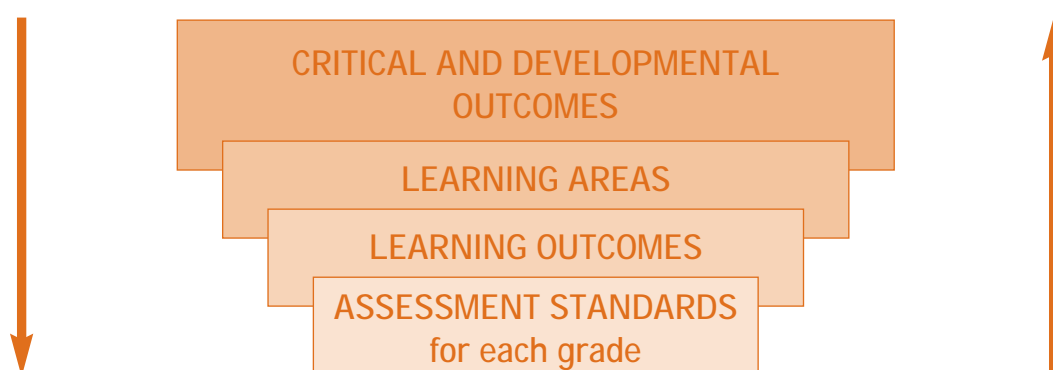 CRITICAL AND DEVELOPMENTAL
OUTCOMES
LEARNING AREAS
LEARNING OUTCOMES
ASSESSMENT STANDARDS
for each grade